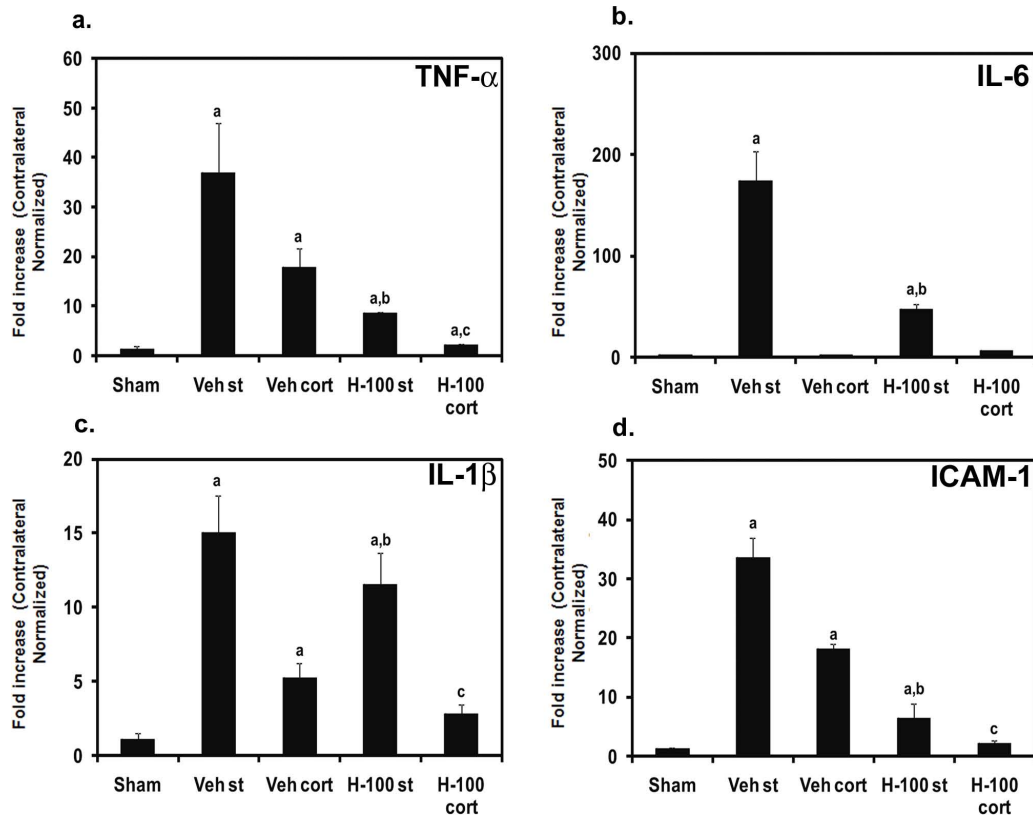 a.
TNF-α
Fold increase (Contralateral
Normalized)
60
50
40
30
20
10
0
a
a
a,b
a,c
Sham
Veh st
Veh cort
H-100 st
H-100
cort
b.
IL-6
Fold increase (Contralateral
Normalized)
300
200
100
0
a
a,b
Sham
Veh st
Veh cort
H-100 st
H-100
cort
c.
IL-1β
Fold increase (Contralateral
Normalized)
20
15
10
5
0
a
a
a,b
c
Sham
Veh st
Veh cort
H-100 st
H-100
cort
d.
ICAM-1
Fold increase (Contralateral
Normalized)
50
40
30
20
10
0
a
a
a,b
c
Sham
Veh st
Veh cort
H-100 st
H-100
cort